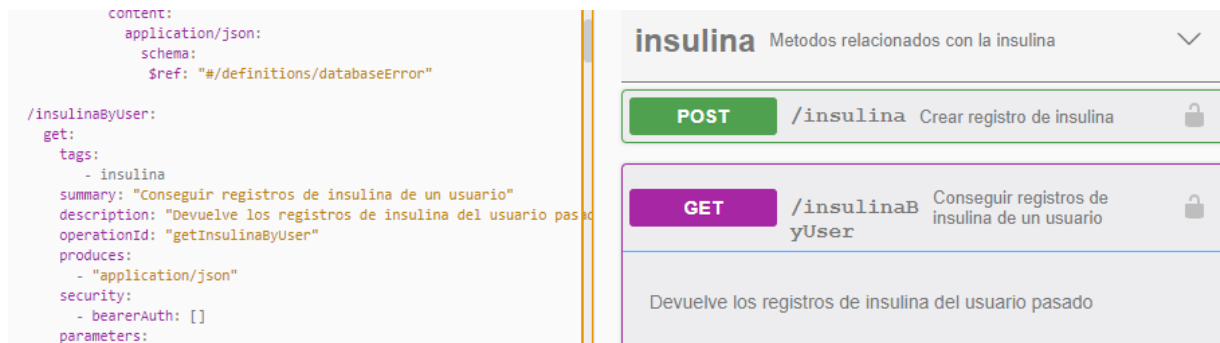 content:
application/json:
schema:
$ref: "#/definitions/databaseError"
/insulinaByUser:
get:
tags:
- insulina
summary: "Conseguir registros de insulina de un usuario"
description: "Devuelve los registros de insulina del usuario pasad
operationId: "getInsulinaByUser"
produces:
- "application/json"
security:
- bearerAuth: []
parameters:
insulina Metodos relacionados con la insulina
POST /insulina Crear registro de insulina
GET /insulinaB
yUser
Conseguir registros de
insulina de un usuario
Devuelve los registros de insulina del usuario pasado